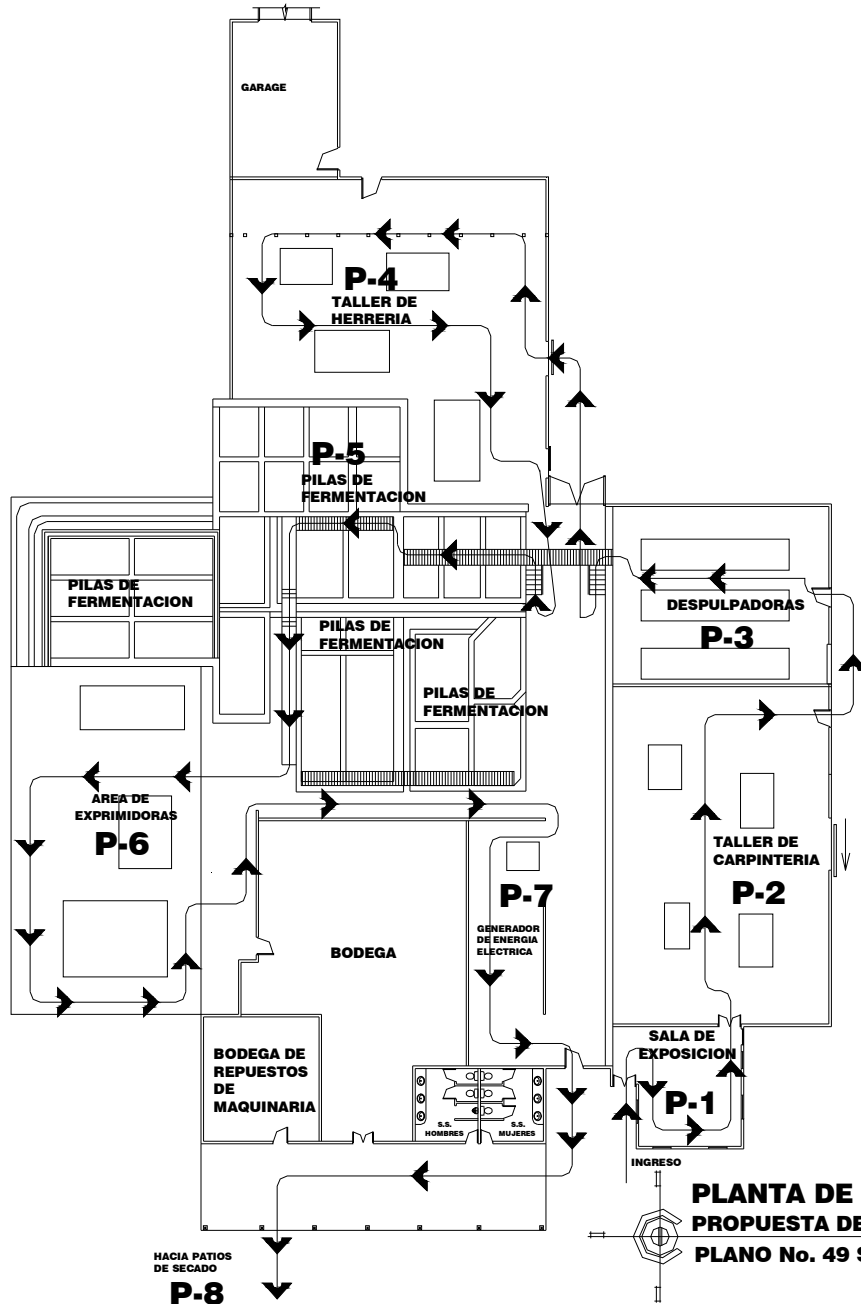 GARAGE
P-4
TALLER DE
HERRERIA
P-5
PILAS DE
FERMENTACION
PILAS DE
FERMENTACION
PILAS DE
FERMENTACION
PILAS DE
FERMENTACION
DESPULPADORAS
P-3
AREA DE
EXPRIMIDORAS
P-6
TALLER DE
CARPINTERIA
P-2
P-7
GENERADOR
DE ENERGIA
ELECTRICA
BODEGA
SALA DE
EXPOSICION
P-1
BODEGA DE
REPUESTOS
DE
MAQUINARIA
S.S.
HOMBRES
S.S.
MUJERES
INGRESO
PLANTA DE
PROPUESTA DE
PLANO No. 49
HACIA PATIOS
DE SECADO
P-8